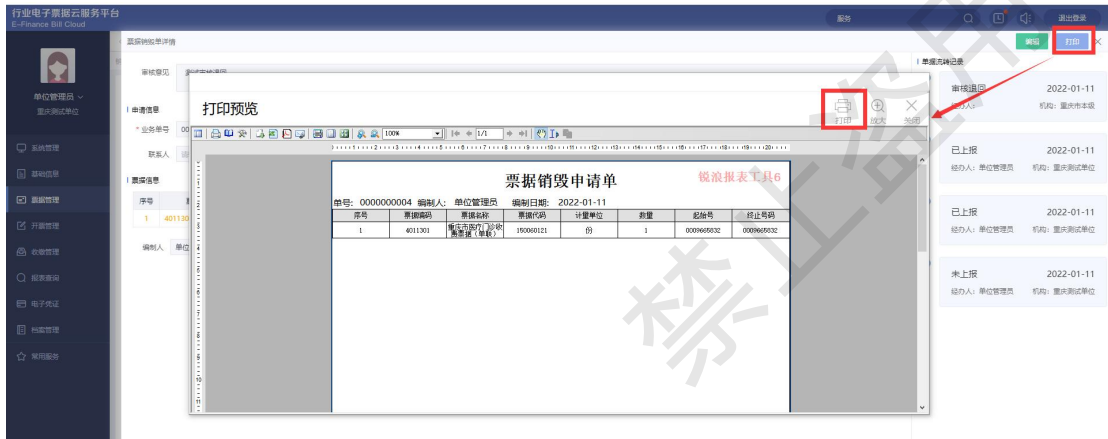 行业电子票据云服务平台
E-Finance Bill Cloud
服务
退出登录
票据销毁单详情
编辑
打印
单位管理员
重庆测试单位
系统管理
基础信息
票据管理
开票管理
收缴管理
报表查询
电子凭证
档案管理
常用服务
审核意见
申请信息
* 业务单号 00
联系人
票据信息
序号
1 401130
编制人 单位
打印预览
打印
放大
关闭
100%
1/1
票据销毁申请单
锐浪报表工具6
单号: 0000000004 编制人: 单位管理员 编制日期: 2022-01-11
序号 票据编码 票据名称 票据代码 计量单位 数量 起始号 终止号码
1 4011301 重庆市医疗门诊收费票据(单联) 150060121 份 1 0009665832 0009665832
单据流转记录
审核退回 2022-01-11
经办人: 机构: 重庆市本级
已上报 2022-01-11
经办人: 单位管理员 机构: 重庆测试单位
已上报 2022-01-11
经办人: 单位管理员 机构: 重庆测试单位
未上报 2022-01-11
经办人: 单位管理员 机构: 重庆测试单位
禁止盗用